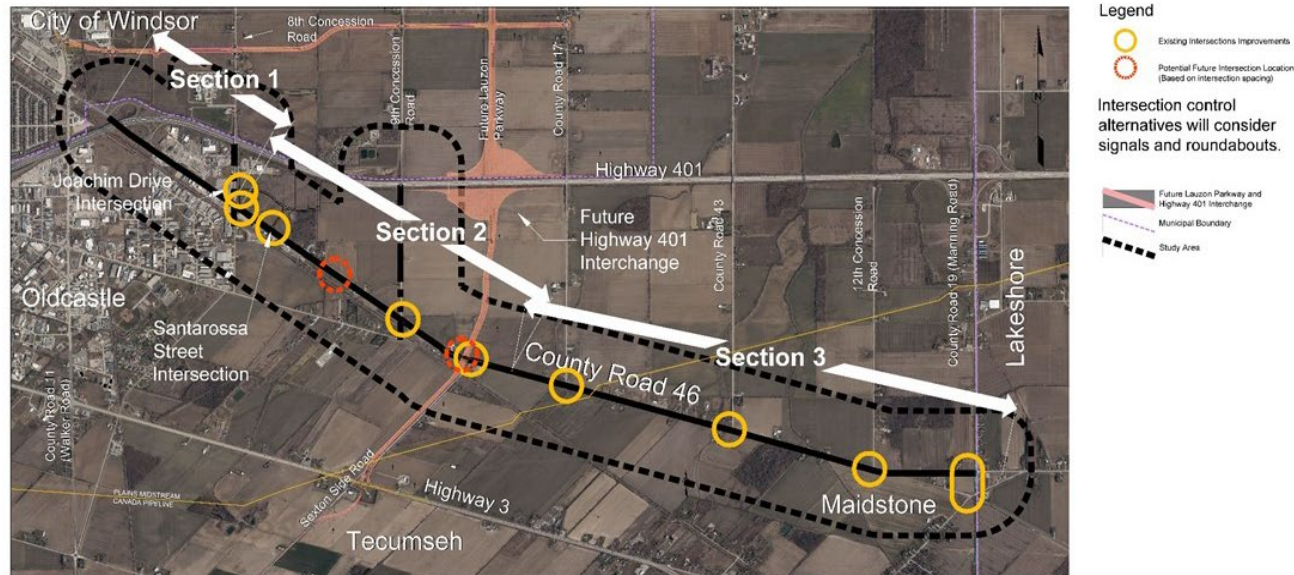 City of Windsor
8th Concession
Road
Section 1
9th Concession
Road
Future Lauzon
Parkway
County Road 17
Highway 401
Joachim Drive
Intersection
Section 2
Future
Highway 401
Interchange
County Road 43
12th Concession
Road
County Road 19 (Manning Road)
Lakeshore
Oldcastle
Santarossa
Street
Intersection
Section 3
County Road 46
County Road 11
(Walker Road)
Sexton Side Road
Highway 3
Maidstone
PLAINS MIDSTREAM
CANADA PIPELINE
Tecumseh
N
Legend
Existing Intersections Improvements
Potential Future Intersection Location
(Based on intersection spacing)
Intersection control
alternatives will consider
signals and roundabouts.
Future Lauzon Parkway and
Highway 401 Interchange
Municipal Boundary
Study Area